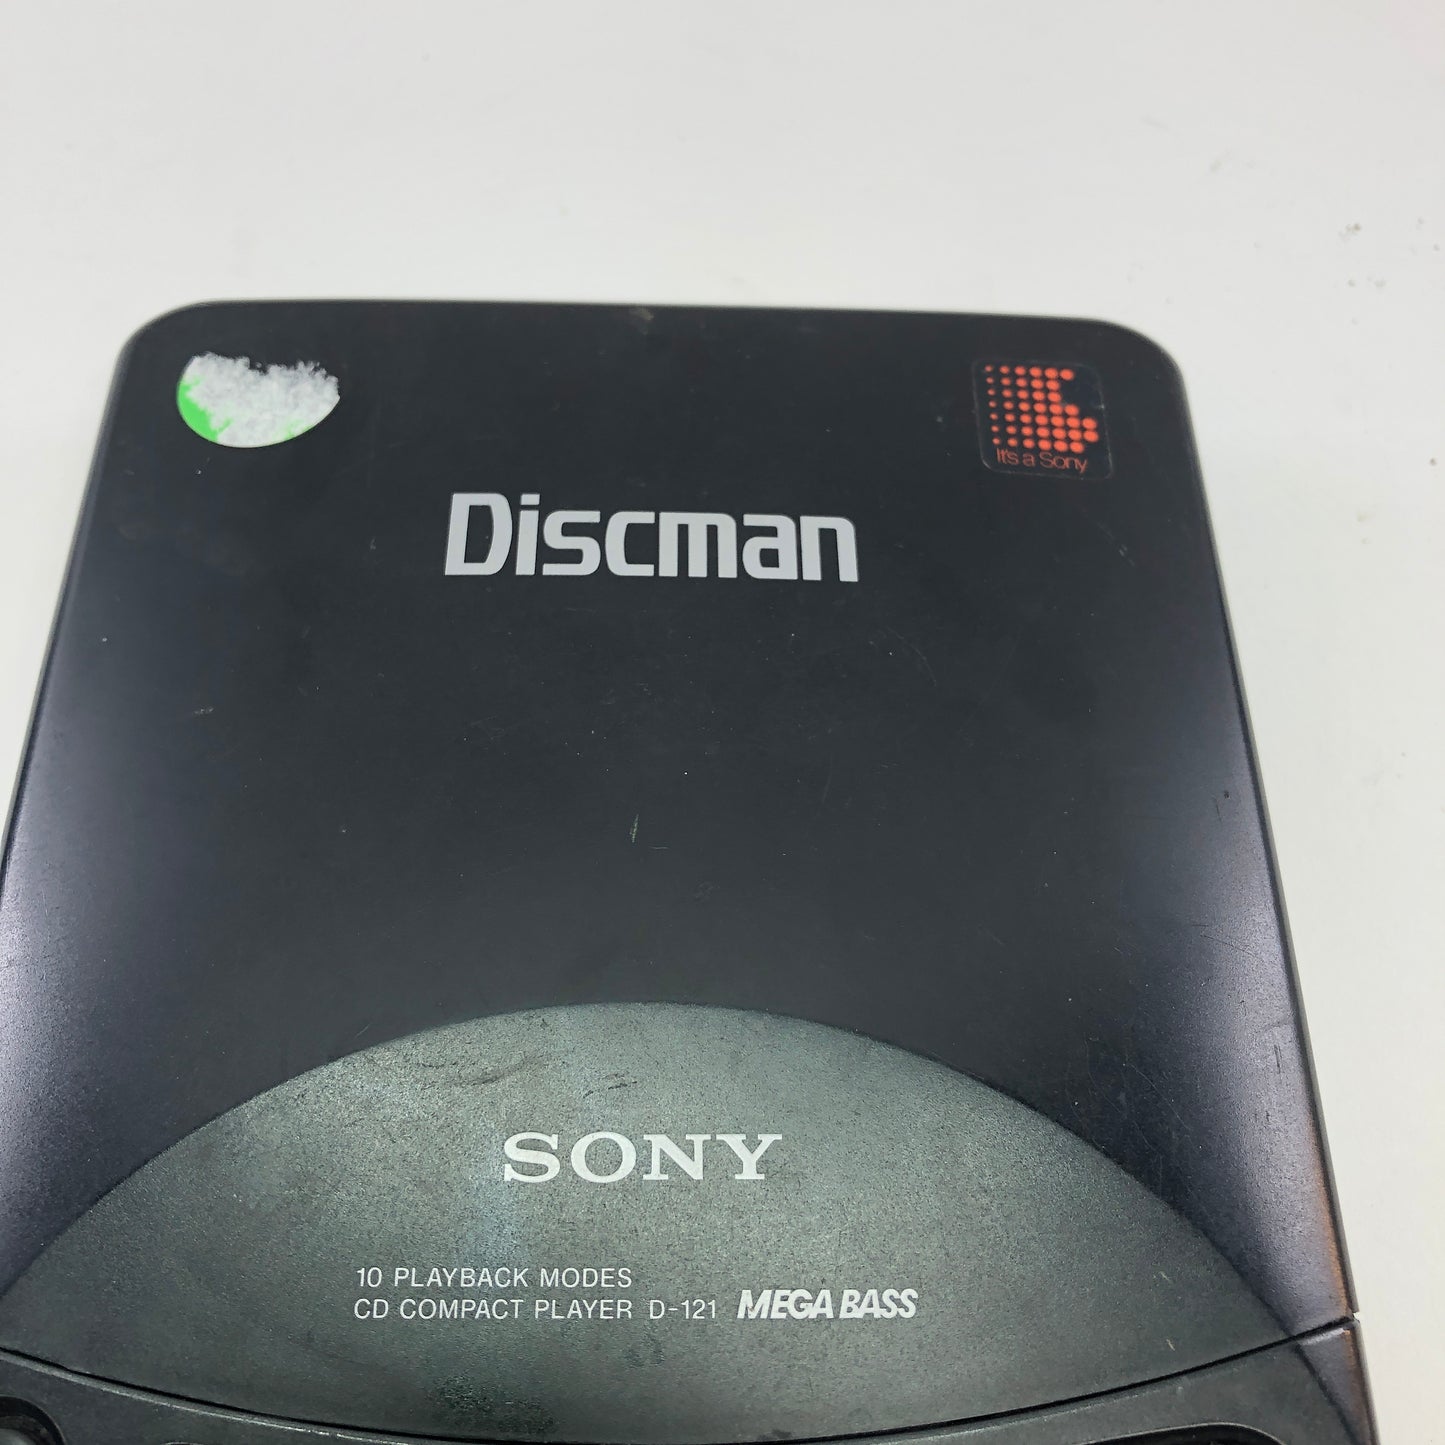 It's a Sony
Discman
SONY
10 PLAYBACK MODES
CD COMPACT PLAYER D-121 MEGA BASS